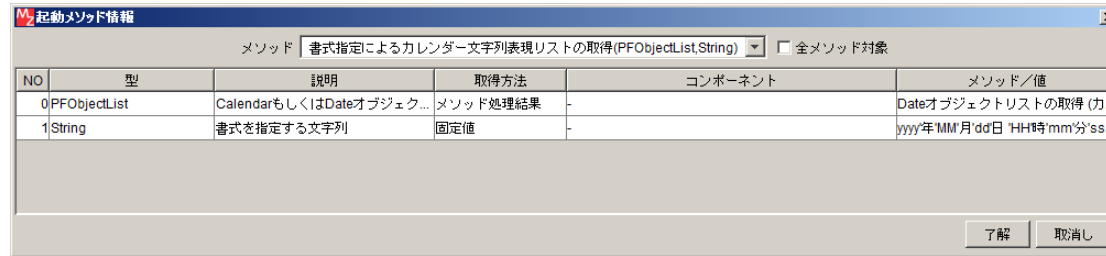 起動メソッド情報
メソッド 書式指定によるカレンダー文字列表現リストの取得(PFObjectList,String) 全メソッド対象
NO 型 説明 取得方法 コンポーネント メソッド／値
0 PFObjectList CalendarもしくはDateオブジェク... メソッド処理結果 - Dateオブジェクトリストの取得 (カ
1 String 書式を指定する文字列 固定値 - yyyy'年'MM'月'dd'日 'HH'時'mm'分'ss
了解 取消し